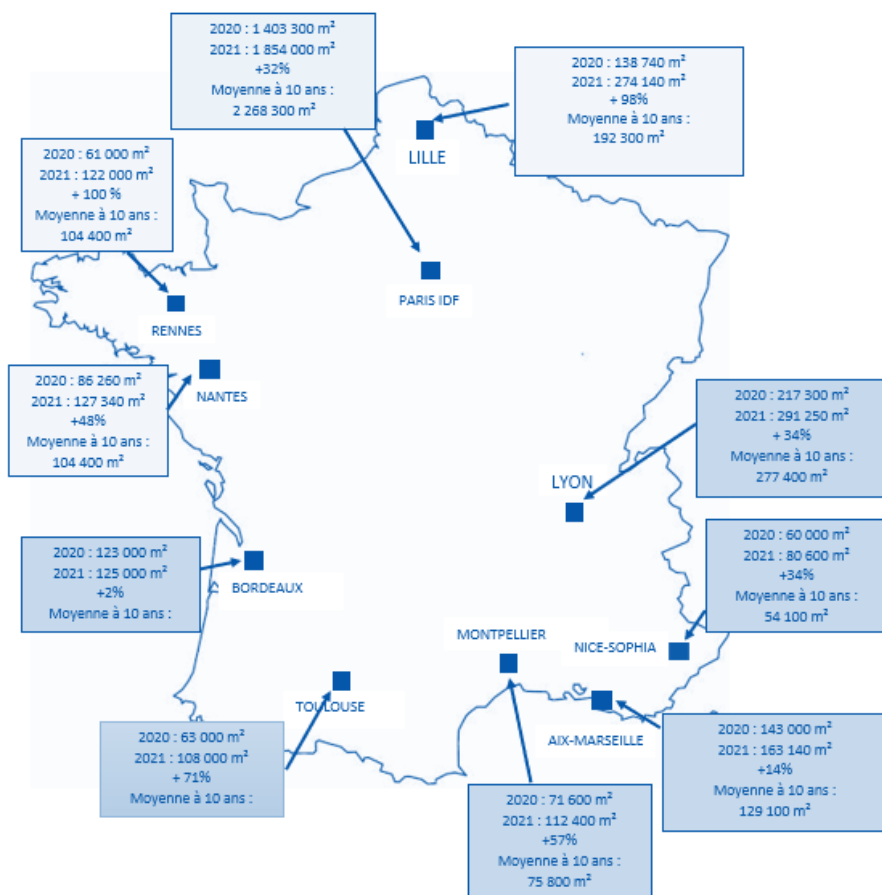 2020 : 1 403 300 m²
2021 : 1 854 000 m²
+32%
Moyenne à 10 ans :
2 268 300 m²
2020 : 138 740 m²
2021 : 274 140 m²
+ 98%
Moyenne à 10 ans :
192 300 m²
LILLE
2020 : 61 000 m²
2021 : 122 000 m²
+ 100 %
Moyenne à 10 ans :
104 400 m²
PARIS IDF
RENNES
2020 : 86 260 m²
2021 : 127 340 m²
+48%
Moyenne à 10 ans :
104 400 m²
NANTES
2020 : 217 300 m²
2021 : 291 250 m²
+ 34%
Moyenne à 10 ans :
277 400 m²
LYON
2020 : 123 000 m²
2021 : 125 000 m²
+2%
Moyenne à 10 ans :
BORDEAUX
2020 : 60 000 m²
2021 : 80 600 m²
+34%
Moyenne à 10 ans :
54 100 m²
MONTPELLIER
NICE-SOPHIA
TOULOUSE
2020 : 63 000 m²
2021 : 108 000 m²
+ 71%
Moyenne à 10 ans :
AIX-MARSEILLE
2020 : 143 000 m²
2021 : 163 140 m²
+14%
Moyenne à 10 ans :
129 100 m²
2020 : 71 600 m²
2021 : 112 400 m²
+57%
Moyenne à 10 ans :
75 800 m²